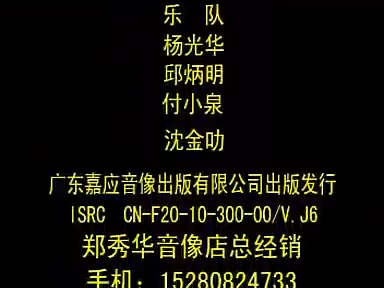 乐 队
杨光华
邱炳明
付小泉
沈金叻
广东嘉应音像出版有限公司出版发行
ISRC CN-F20-10-300-00/V.J6
郑秀华音像店总经销
手机：15280824733